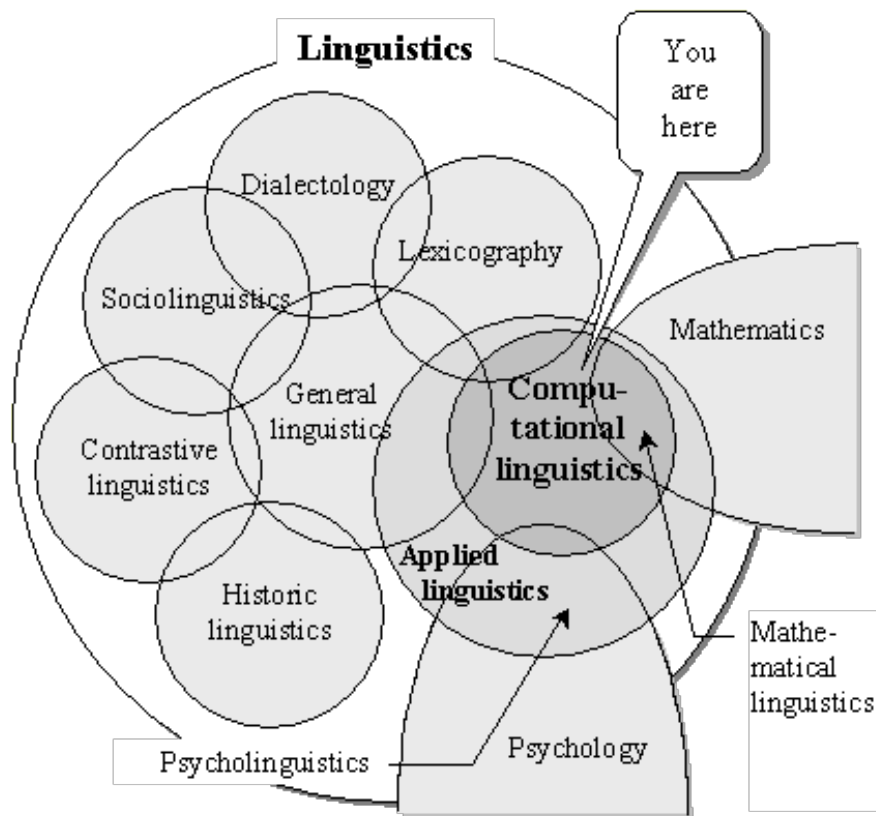 Linguistics
You
are
here
Dialectology
Lexicography
Sociolinguistics
Mathematics
General
linguistics
Compu-
tational
linguistics
Contrastive
linguistics
Applied
linguistics
Historic
linguistics
Mathe-
matical
linguistics
Psycholinguistics
Psychology